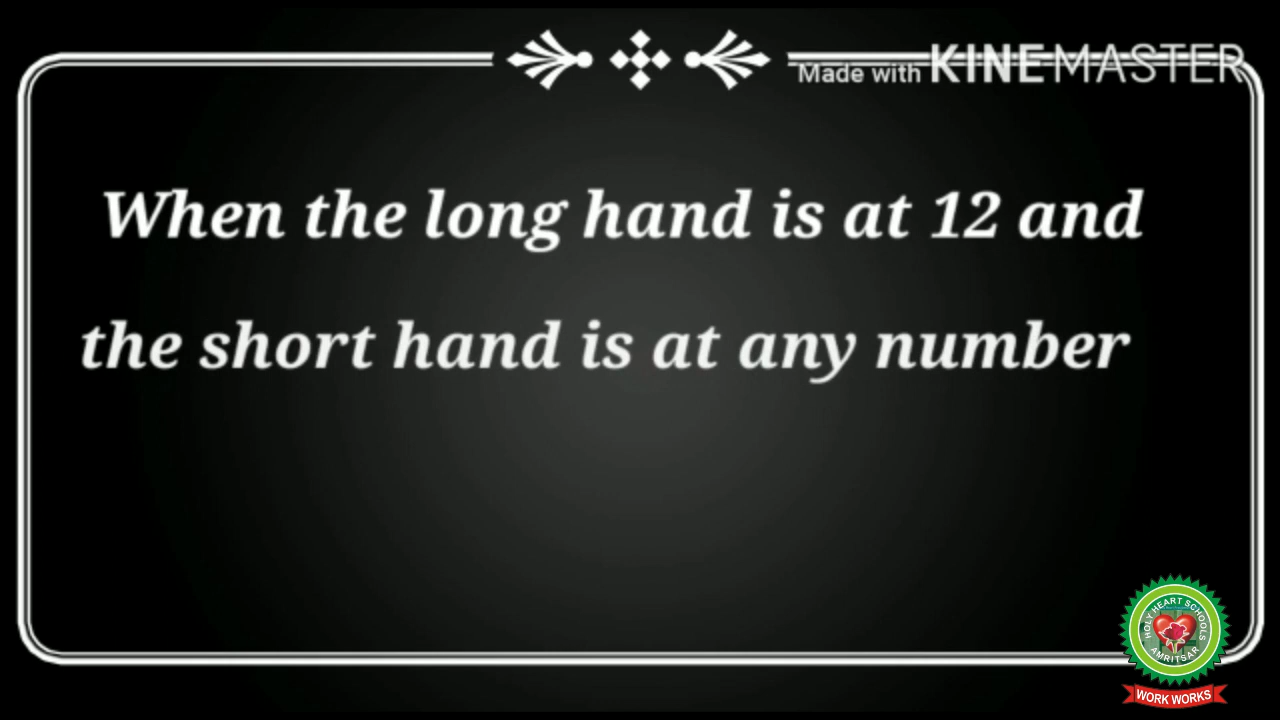 Made with KINEMASTER
When the long hand is at 12 and
the short hand is at any number
HOLY HEART SCHOOLS
AMRITSAR
WORK WORKS